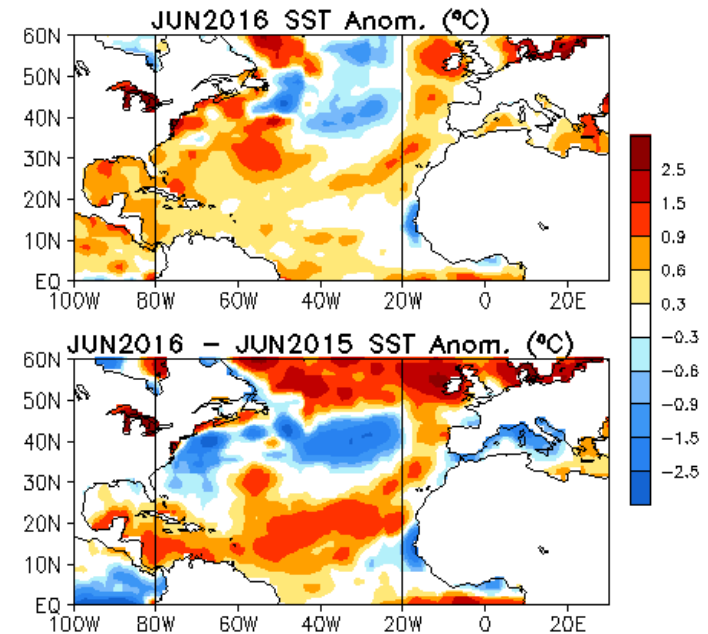 JUN2016 SST Anom. (ºC)
60N
50N
40N
30N
20N
10N
EQ
100W 80W 60W 40W 20W 0 20E
JUN2016 – JUN2015 SST Anom. (ºC)
60N
50N
40N
30N
20N
10N
EQ
100W 80W 60W 40W 20W 0 20E
2.5
1.5
0.9
0.6
0.3
−0.3
−0.6
−0.9
−1.5
−2.5